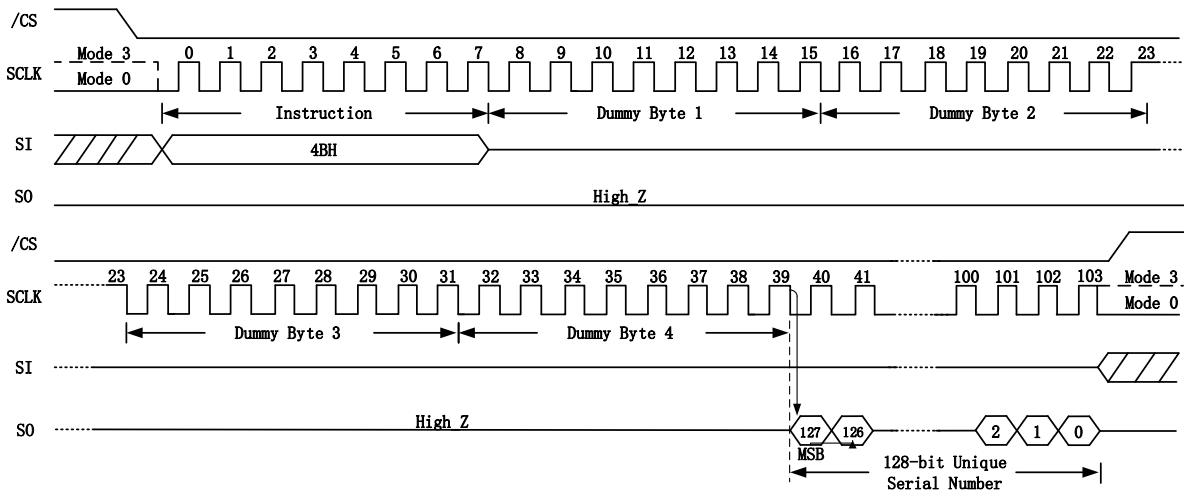 /CS
Mode 3 0 1 2 3 4 5 6 7 8 9 10 11 12 13 14 15 16 17 18 19 20 21 22 23
SCLK
Mode 0
Instruction Dummy Byte 1 Dummy Byte 2
SI 4BH
SO High_Z
/CS
23 24 25 26 27 28 29 30 31 32 33 34 35 36 37 38 39 40 41 100 101 102 103 Mode 3
SCLK Mode 0
Dummy Byte 3 Dummy Byte 4
SI
High_Z
SO 127 126 2 1 0
MSB
128-bit Unique
Serial Number